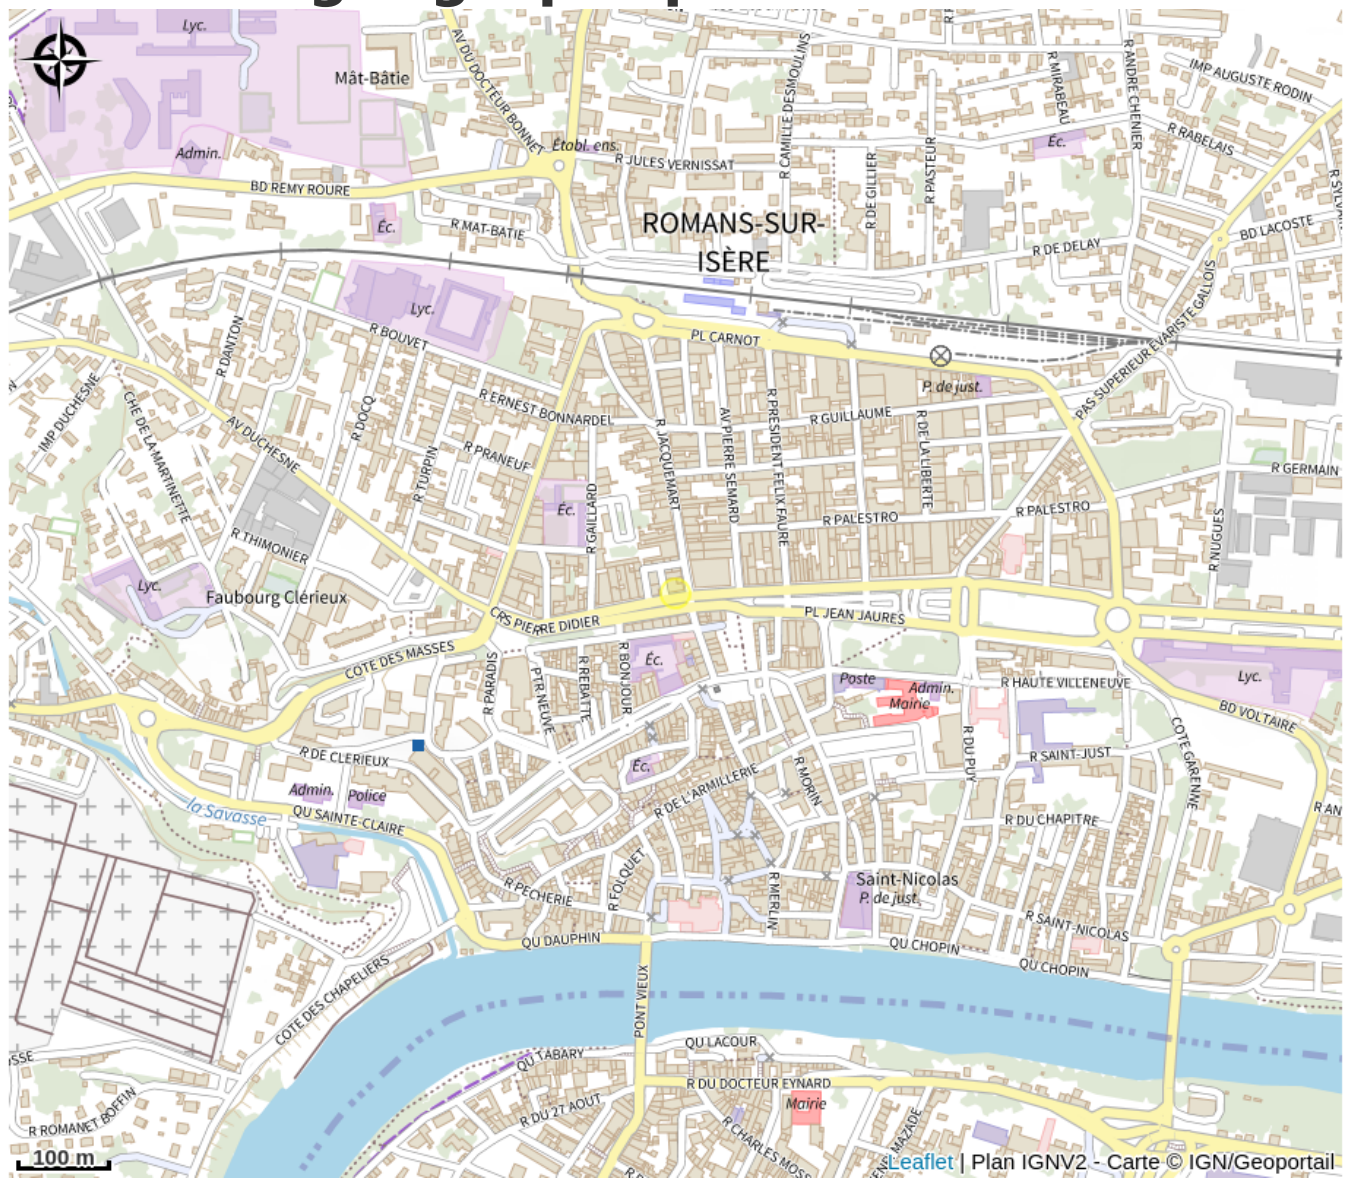 Lyc.
Mât-Bâtie
AV DU DOCTEUR BONNET
R CAMILLE DESMOULINS
R MIRABEAU
R ANDRE CHENIER
IMP AUGUSTE RODIN
R RABELAIS
Éc.
Admin.
Établ. ens.
R JULES VERNISSAT
R DE GILLIER
R PASTEUR
BD REMY ROURE
Éc.
R MAT-BATIE
ROMANS-SUR-
ISÈRE
R DE DELAY
BD LACOSTE
Lyc.
R BOUVET
R DANTON
PL CARNOT
PAS SUPERIEUR EVARISTE GALLOIS
P. de just.
IMP DUCHESNE
CHE DE LA MARTINETTE
AV DUCHESNE
R DOCQ
R ERNEST BONNARDEL
R JACQUEMART
AV PIERRE SEMARD
R PRESIDENT FELIX FAURE
R GUILLAUME
R DE LA LIBERTE
R PRANEUF
R TURPIN
R GERMAIN
Éc.
R GAILLARD
R PALESTRO
R PALESTRO
R NUGUES
R THIMONIER
Lyc.
Faubourg Clérieux
CRS PIERRE DIDIER
PL JEAN JAURES
COTE DES MASSES
R PARADIS
PTR NEUVE
R REBATTE
R BONJOUR
Éc.
Poste
Admin.
Mairie
R HAUTE VILLENEUVE
Lyc.
BD VOLTAIRE
COTE GARENNE
R DE CLERIEUX
R DU PUY
R SAINT-JUST
Éc.
R DE L'ARMILLERIE
R MORIN
Admin.
Police
la Savasse
QU SAINTE-CLAIRE
R DU CHAPITRE
R AN
R PECHERIE
R FOLQUET
R MERLIN
Saint-Nicolas
P. de just.
R SAINT-NICOLAS
QU DAUPHIN
QU CHOPIN
QU CHOPIN
COTE DES CHAPELIERS
PONT VIEUX
QU TABARY
QU LACOUR
R DU DOCTEUR EYNARD
Mairie
R DU 27 AOUT
R CHARLES MOSS
MAZADE
R ROMANET BOFFIN
100 m
Leaflet | Plan IGNV2 - Carte © IGN/Geoportail